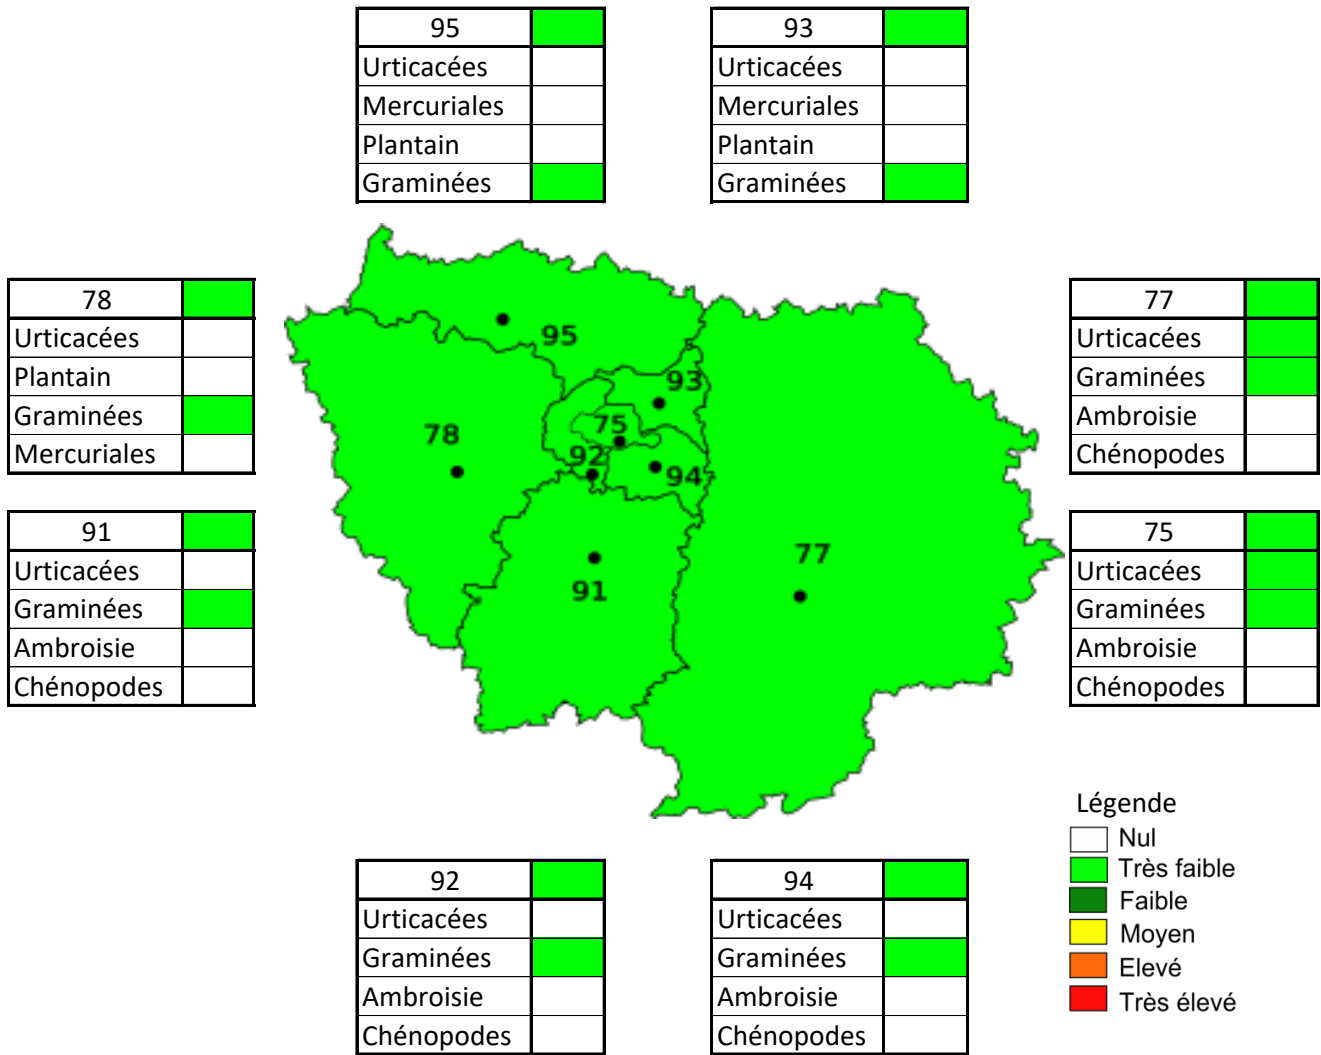 95
Urticacées
Mercuriales
Plantain
Graminées
93
Urticacées
Mercuriales
Plantain
Graminées
78
Urticacées
Plantain
Graminées
Mercuriales
77
Urticacées
Graminées
Ambroisie
Chénopodes
95
93
75
78
92
94
77
91
91
Urticacées
Graminées
Ambroisie
Chénopodes
75
Urticacées
Graminées
Ambroisie
Chénopodes
92
Urticacées
Graminées
Ambroisie
Chénopodes
94
Urticacées
Graminées
Ambroisie
Chénopodes
Légende
Nul
Très faible
Faible
Moyen
Elevé
Très élevé